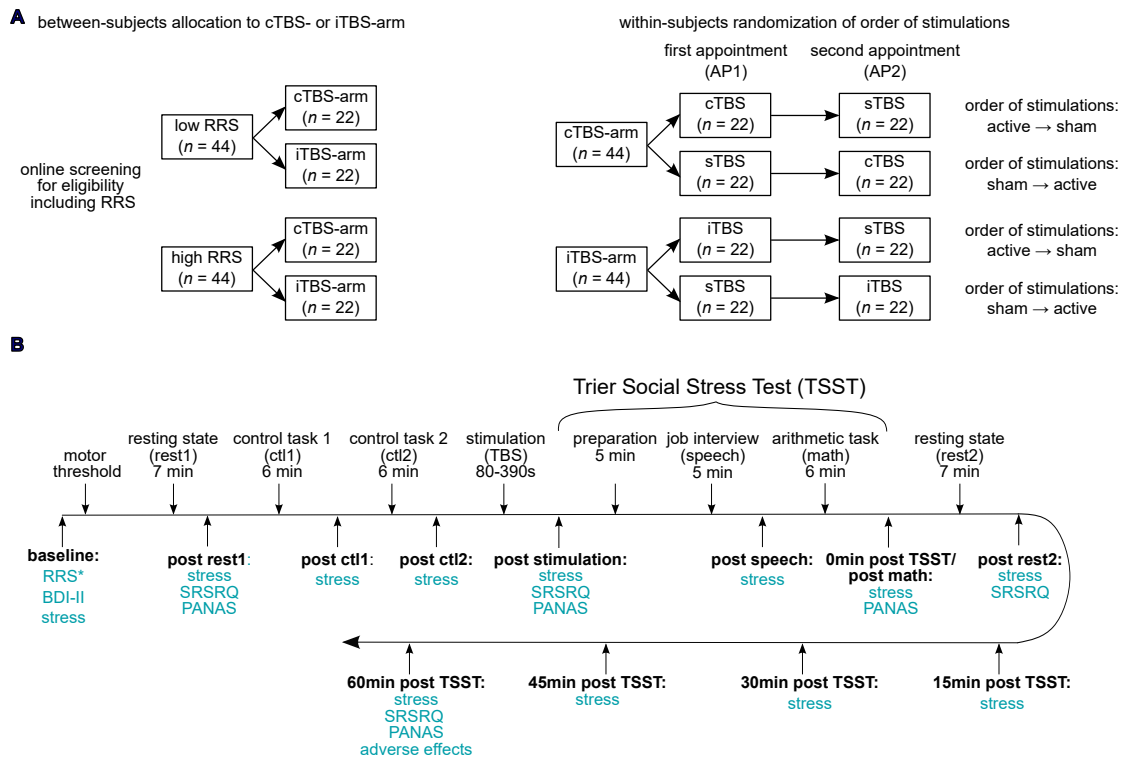 A
between-subjects allocation to cTBS- or iTBS-arm
online screening
for eligibility
including RRS
low RRS
(n = 44)
cTBS-arm
(n = 22)
iTBS-arm
(n = 22)
high RRS
(n = 44)
cTBS-arm
(n = 22)
iTBS-arm
(n = 22)
within-subjects randomization of order of stimulations
first appointment
(AP1)
second appointment
(AP2)
cTBS-arm
(n = 44)
cTBS
(n = 22)
sTBS
(n = 22)
order of stimulations:
active → sham
sTBS
(n = 22)
cTBS
(n = 22)
order of stimulations:
sham → active
iTBS-arm
(n = 44)
iTBS
(n = 22)
sTBS
(n = 22)
order of stimulations:
active → sham
sTBS
(n = 22)
iTBS
(n = 22)
order of stimulations:
sham → active
B
Trier Social Stress Test (TSST)
motor
threshold
resting state
(rest1)
7 min
control task 1
(ctl1)
6 min
control task 2
(ctl2)
6 min
stimulation
(TBS)
80-390s
preparation
5 min
job interview
(speech)
5 min
arithmetic task
(math)
6 min
resting state
(rest2)
7 min
baseline:
RRS*
BDI-II
stress
post rest1:
stress
SRSRQ
PANAS
post ctl1:
stress
post ctl2:
stress
post stimulation:
stress
SRSRQ
PANAS
post speech:
stress
0min post TSST/
post math:
stress
PANAS
post rest2:
stress
SRSRQ
60min post TSST:
stress
SRSRQ
PANAS
adverse effects
45min post TSST:
stress
30min post TSST:
stress
15min post TSST:
stress